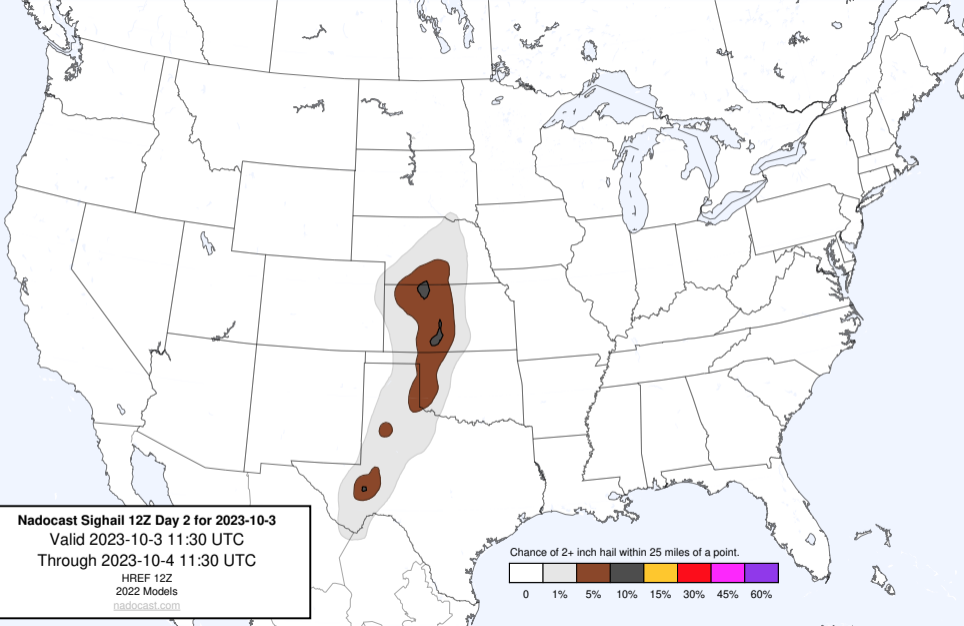 Nadocast Sighail 12Z Day 2 for 2023-10-3
Valid 2023-10-3 11:30 UTC
Through 2023-10-4 11:30 UTC
HREF 12Z
2022 Models
nadocast.com
Chance of 2+ inch hail within 25 miles of a point.
0 1% 5% 10% 15% 30% 45% 60%